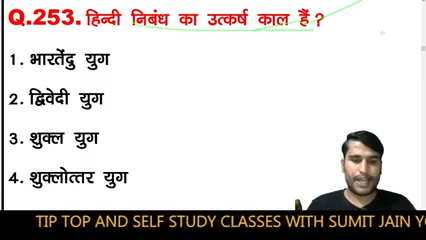 Q.253. हिन्दी निबंध का उत्कर्ष काल हैं ?
1. भारतेंदु युग
2. द्विवेदी युग
3. शुक्ल युग
4. शुक्लोत्तर युग
TIP TOP AND SELF STUDY CLASSES WITH SUMIT JAIN Y